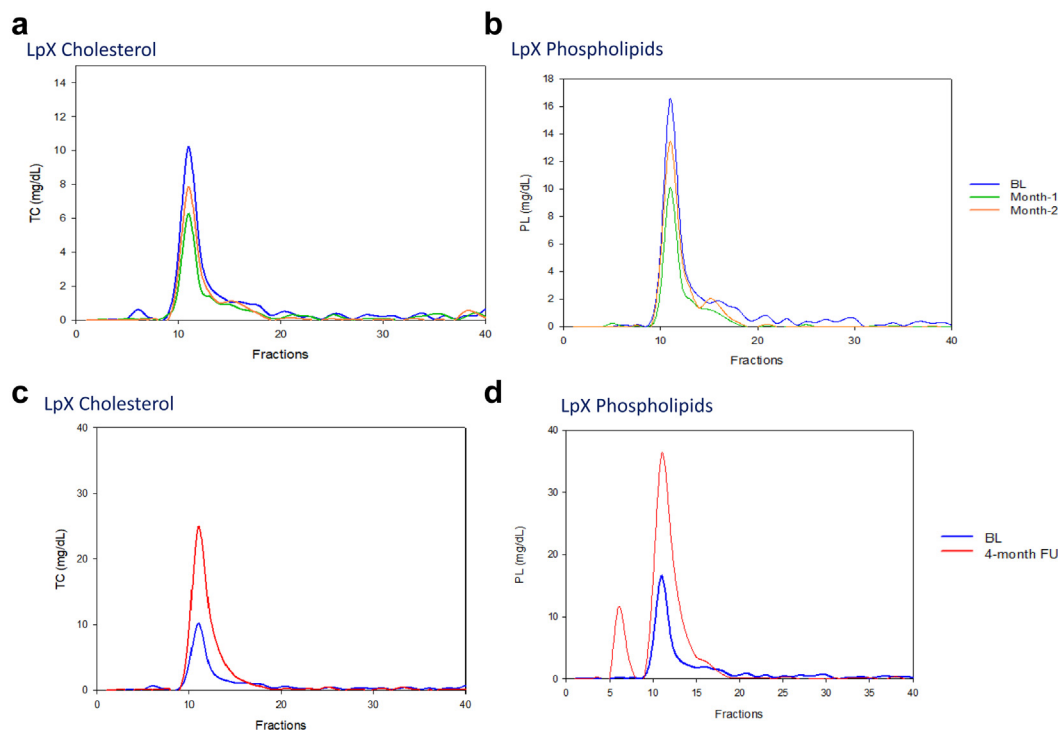 a
LpX Cholesterol
14
12
10
8
6
4
2
0
TC (mg/dL)
0 10 20 30 40
Fractions
b
LpX Phospholipids
18
16
14
12
10
8
6
4
2
0
PL (mg/dL)
0 10 20 30 40
Fractions
BL
Month-1
Month-2
c
LpX Cholesterol
40
30
20
10
0
TC (mg/dL)
0 10 20 30 40
Fractions
d
LpX Phospholipids
40
30
20
10
0
PL (mg/dL)
0 5 10 15 20 25 30 35 40
Fractions
BL
4-month FU